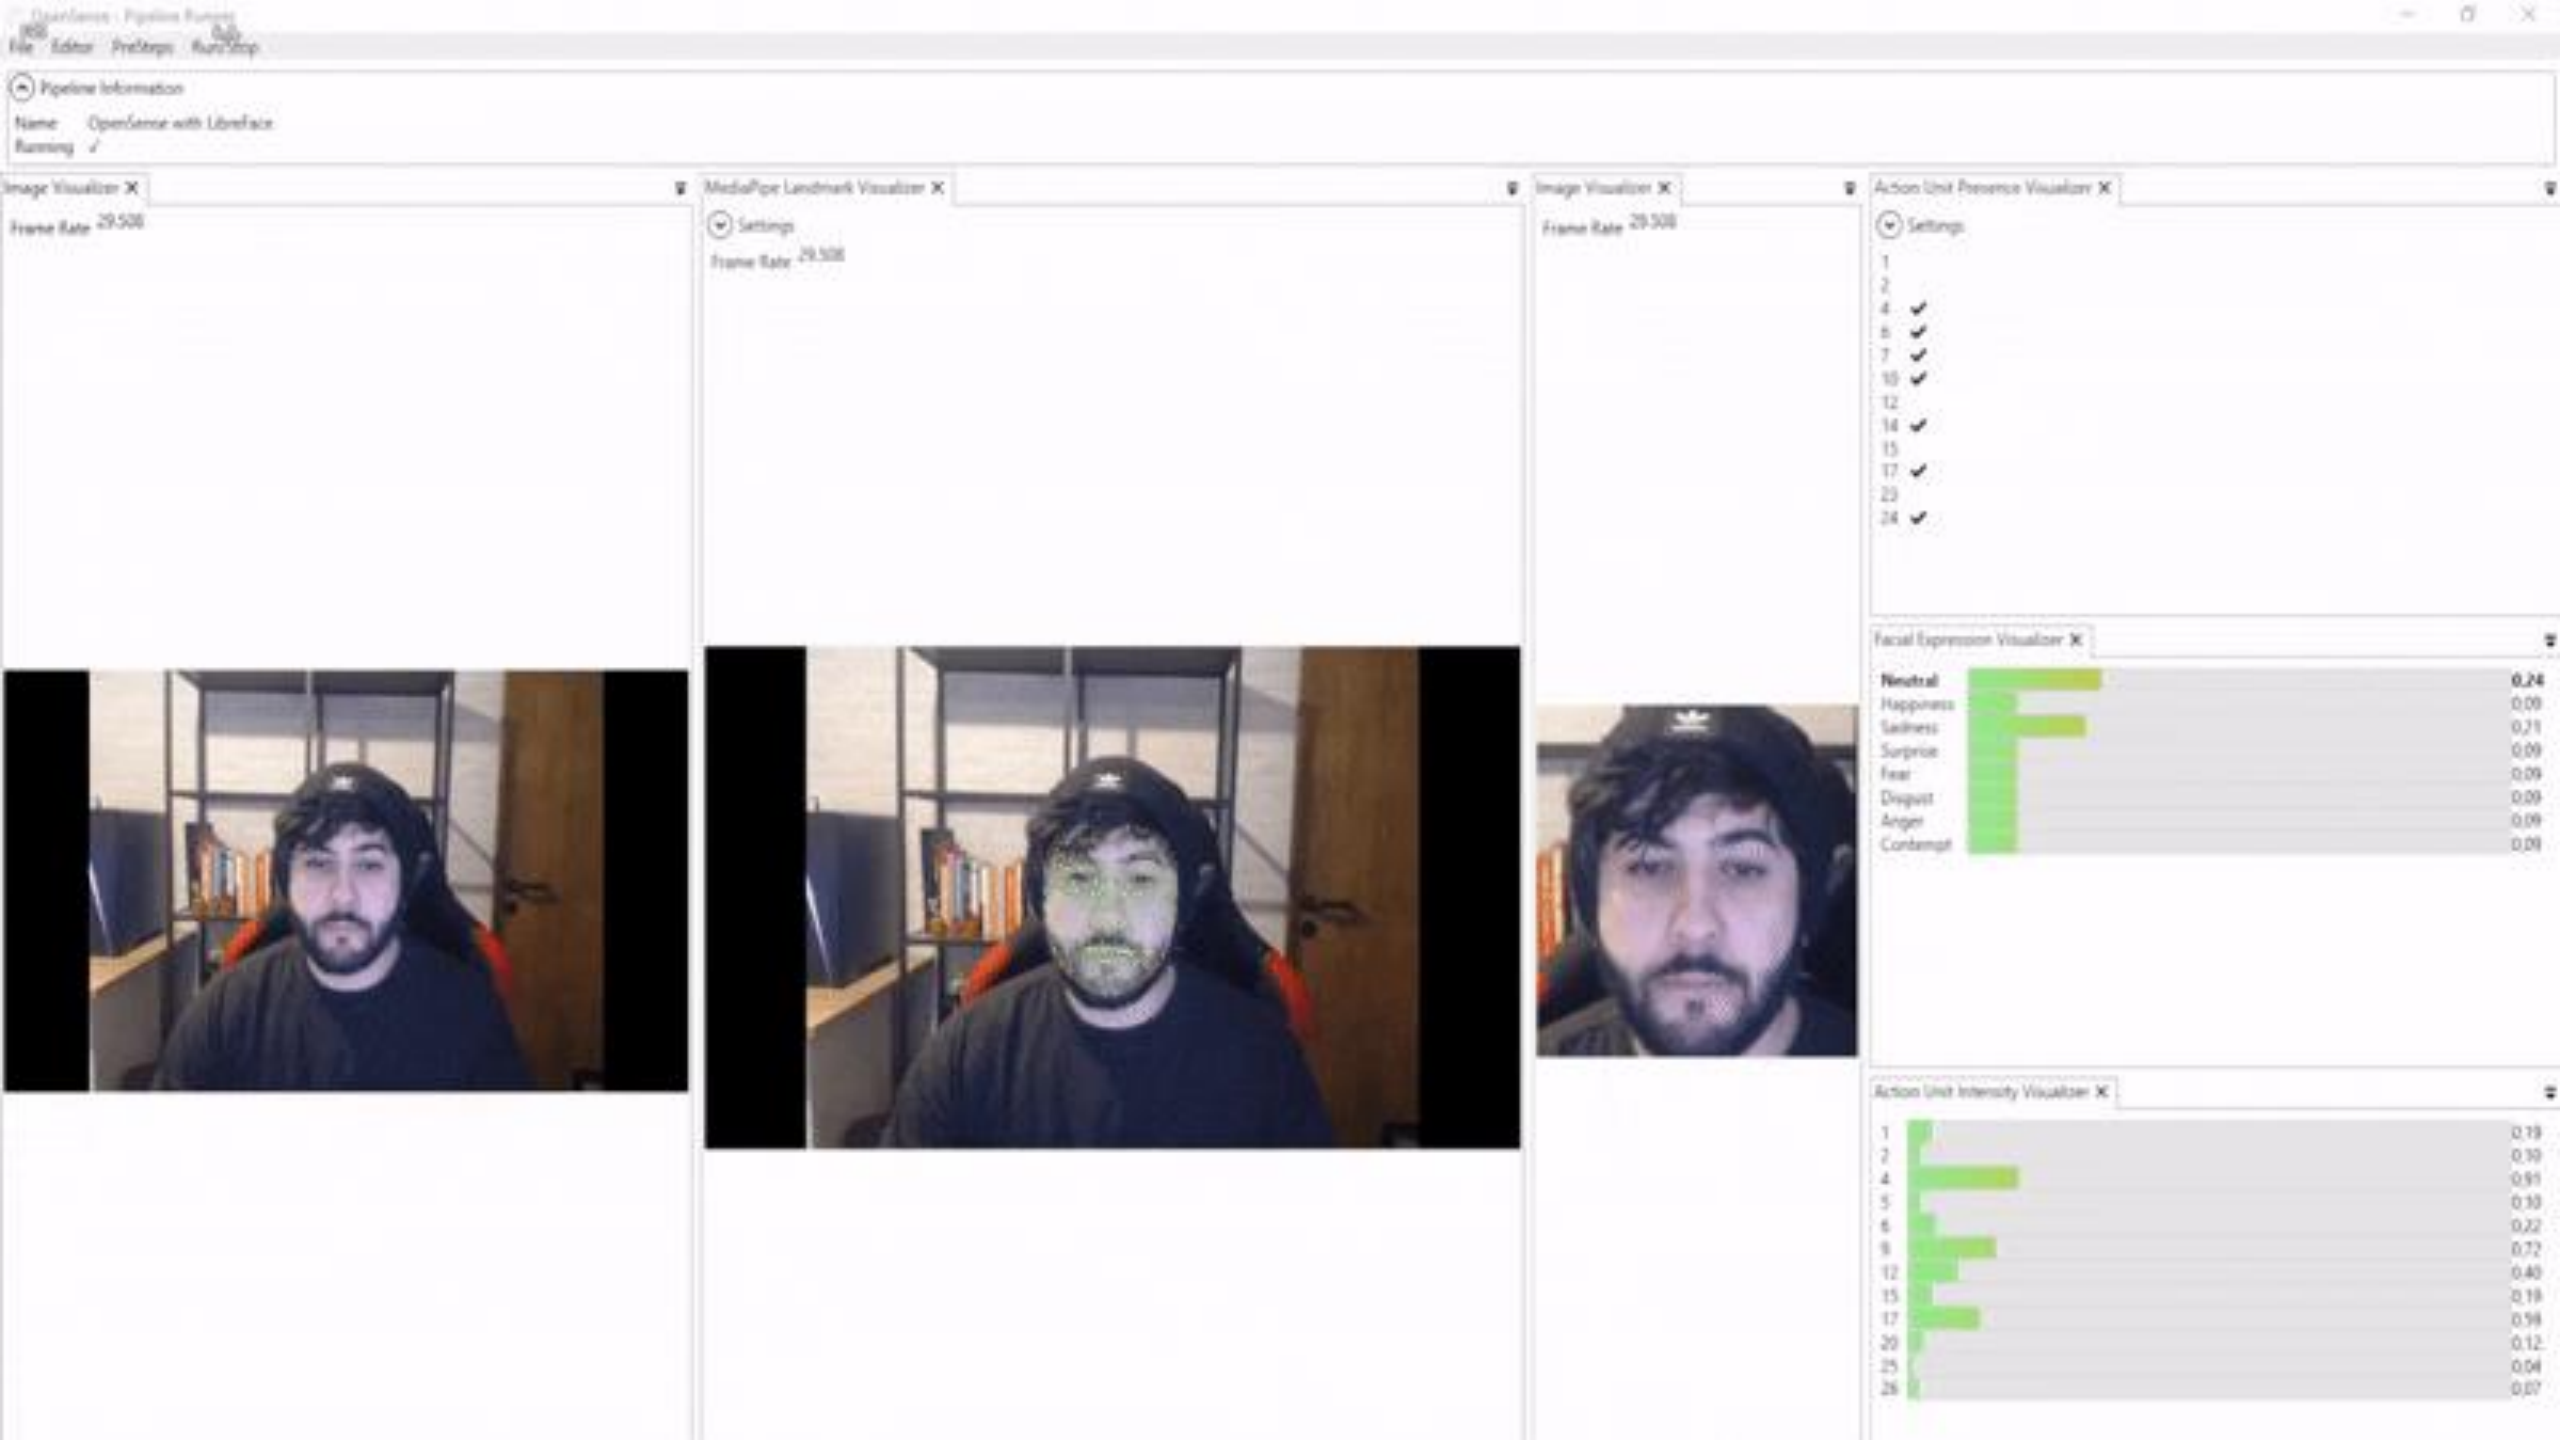 OpenSense - Pipeline Runner
File Editor PreSteps Run/Stop
Pipeline Information
Name OpenSense with LibreFace
Running ✓
Image Visualizer
Frame Rate 29.508
MediaPipe Landmark Visualizer
Settings
Frame Rate 29.508
Image Visualizer
Frame Rate 29.508
Action Unit Presence Visualizer
Settings
1
2
4 ✓
6 ✓
7 ✓
10 ✓
12
14 ✓
15
17 ✓
23
24 ✓
Facial Expression Visualizer
Neutral 0,24
Happiness 0,09
Sadness 0,21
Surprise 0,09
Fear 0,09
Disgust 0,09
Anger 0,09
Contempt 0,09
Action Unit Intensity Visualizer
1 0,19
2 0,10
4 0,91
5 0,10
6 0,22
9 0,72
12 0,40
15 0,19
17 0,59
20 0,12
25 0,04
26 0,07